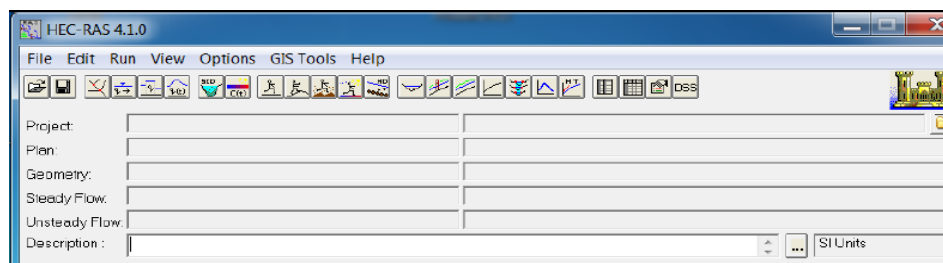 HEC-RAS 4.1.0
File Edit Run View Options GIS Tools Help
DSS
Project:
Plan:
Geometry:
Steady Flow:
Unsteady Flow:
Description : ... SI Units